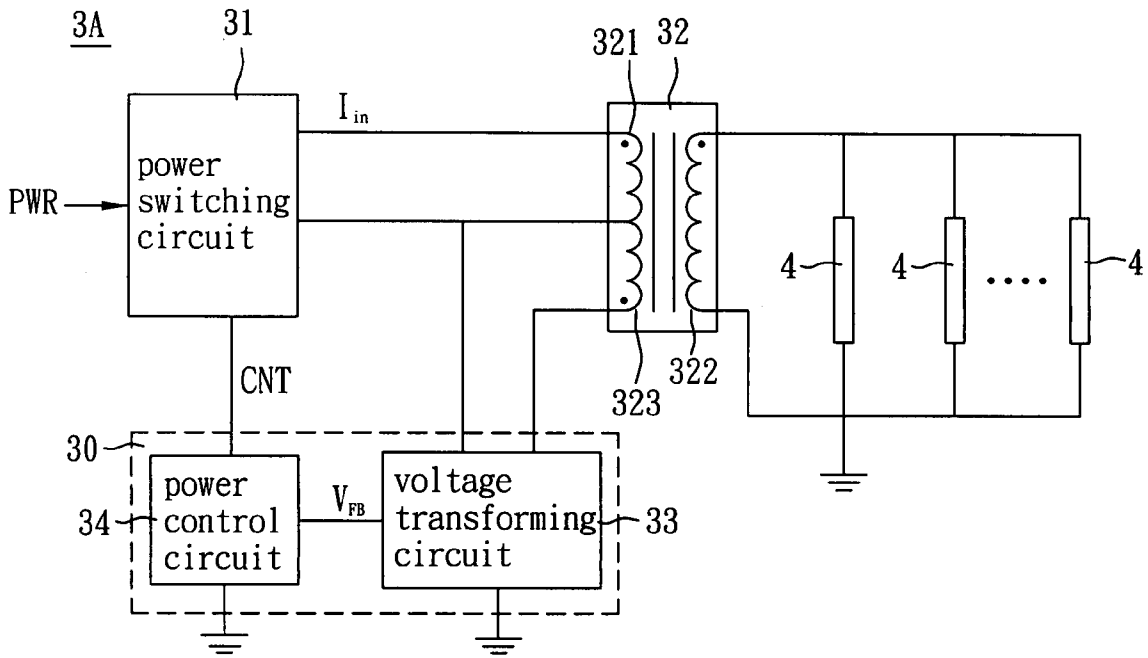 3A
31
321
32
I_in
power
switching
circuit
PWR
4
4
....
4
322
323
CNT
30
power
control
circuit
34
V_FB
voltage
transforming
circuit
33